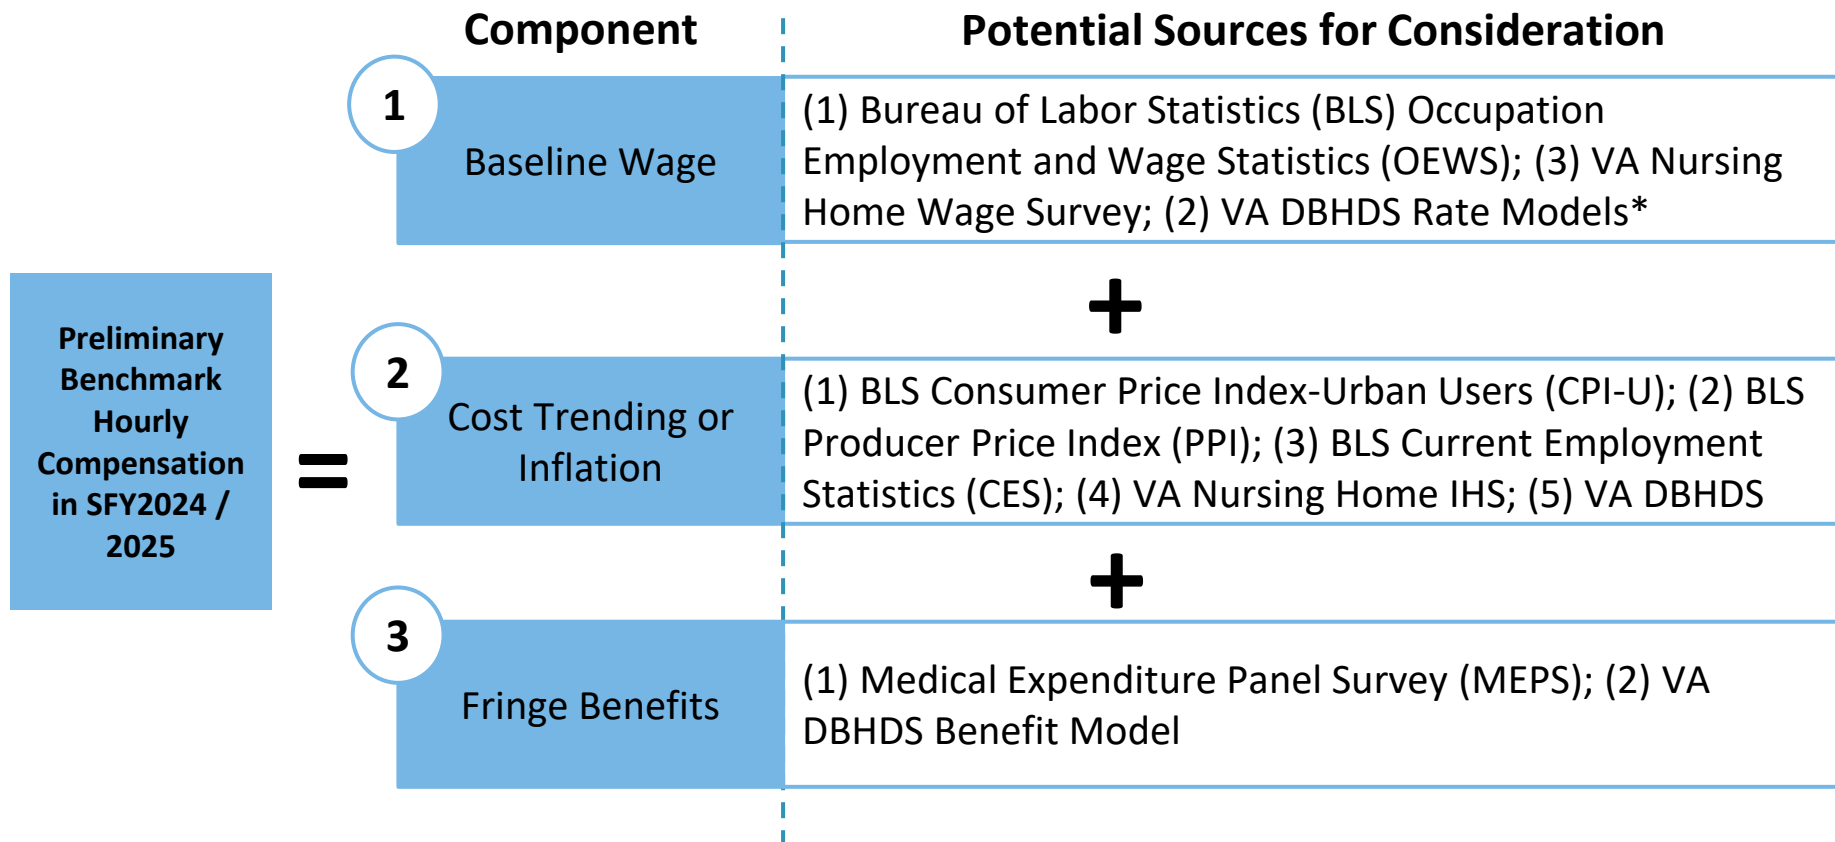 Component
Potential Sources for Consideration
1
Baseline Wage
(1) Bureau of Labor Statistics (BLS) Occupation
Employment and Wage Statistics (OEWS); (3) VA Nursing
Home Wage Survey; (2) VA DBHDS Rate Models*
+
Preliminary
Benchmark
Hourly
Compensation
in SFY2024 /
2025
=
2
Cost Trending or
Inflation
(1) BLS Consumer Price Index-Urban Users (CPI-U); (2) BLS
Producer Price Index (PPI); (3) BLS Current Employment
Statistics (CES); (4) VA Nursing Home IHS; (5) VA DBHDS
+
3
Fringe Benefits
(1) Medical Expenditure Panel Survey (MEPS); (2) VA
DBHDS Benefit Model